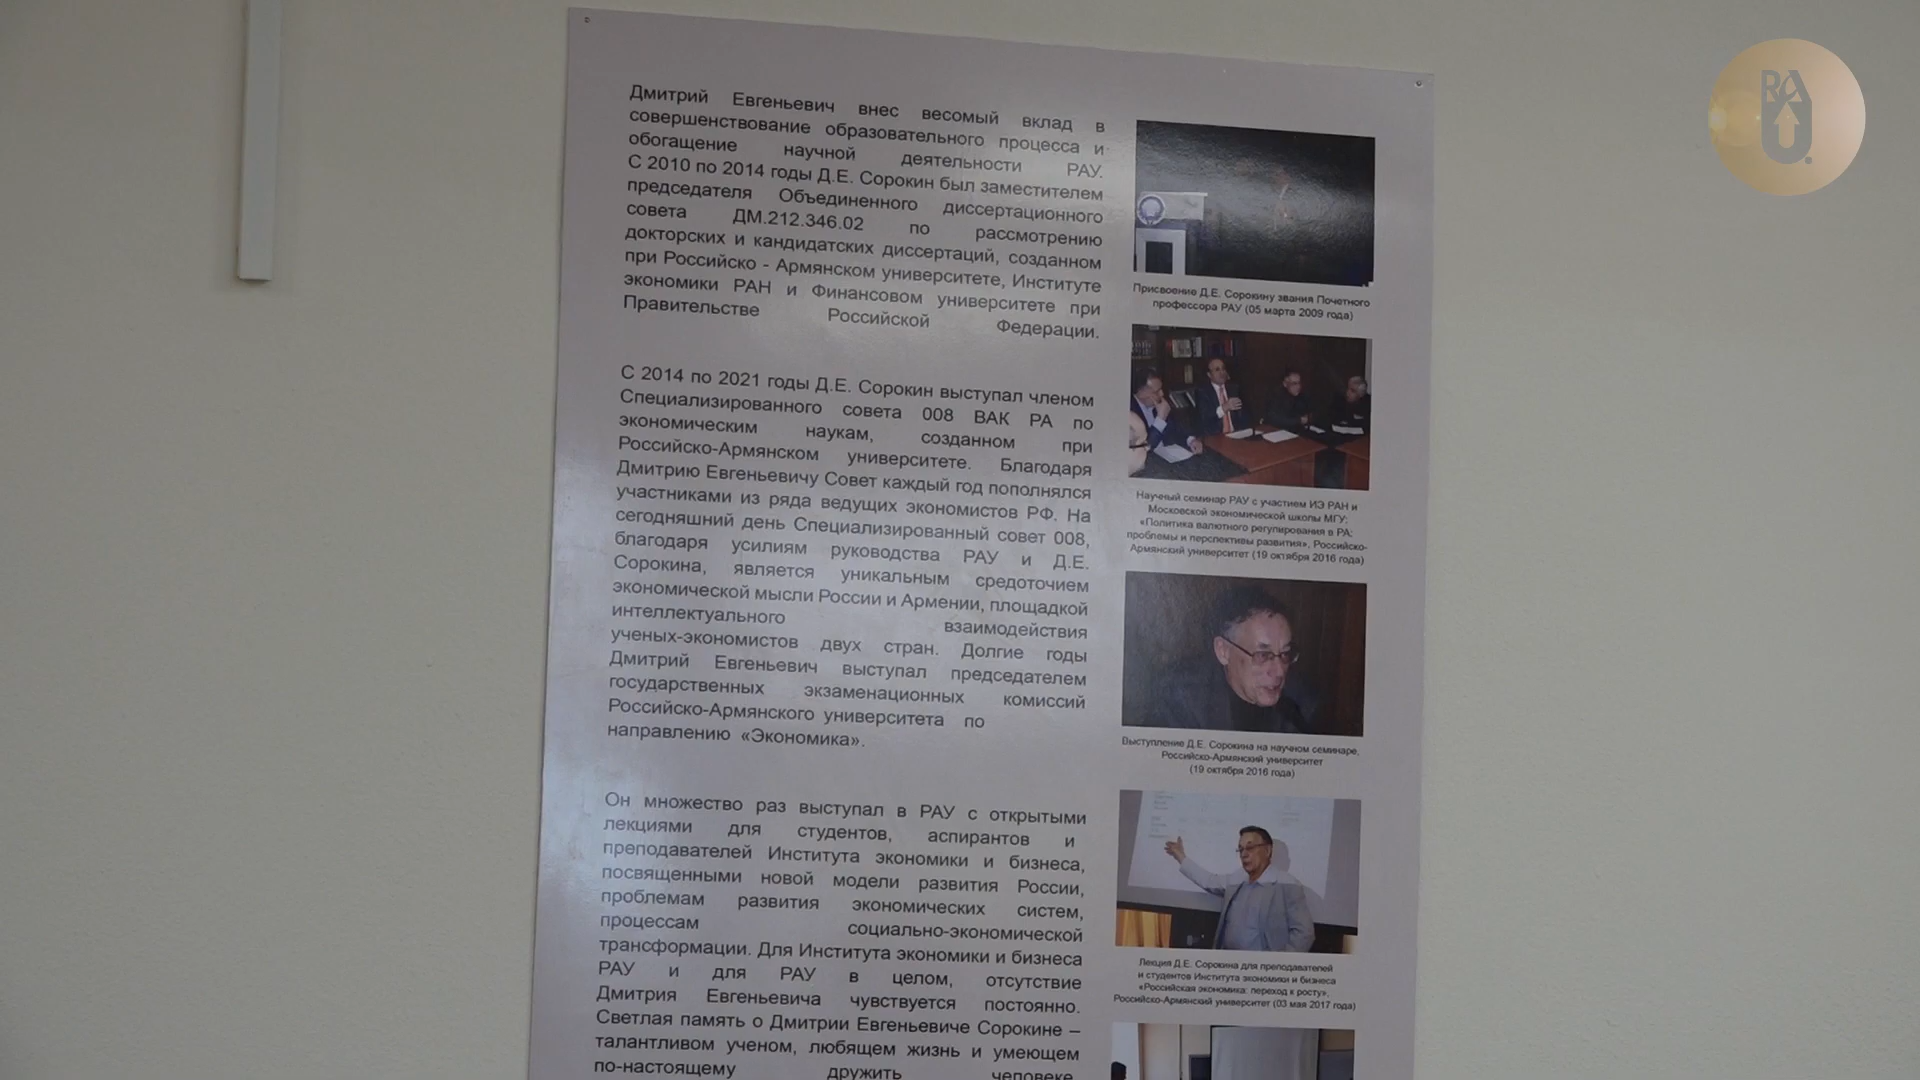 Дмитрий Евгеньевич внес весомый вклад в
совершенствование образовательного процесса и
обогащение научной деятельности РАУ.
С 2010 по 2014 годы Д.Е. Сорокин был заместителем
председателя Объединенного диссертационного
совета ДМ.212.346.02 по рассмотрению
докторских и кандидатских диссертаций, созданном
при Российско - Армянском университете, Институте
экономики РАН и Финансовом университете при
Правительстве Российской Федерации.
С 2014 по 2021 годы Д.Е. Сорокин выступал членом
Специализированного совета 008 ВАК РА по
экономическим наукам, созданном при
Российско-Армянском университете. Благодаря
Дмитрию Евгеньевичу Совет каждый год пополнялся
участниками из ряда ведущих экономистов РФ. На
сегодняшний день Специализированный совет 008,
благодаря усилиям руководства РАУ и Д.Е.
Сорокина, является уникальным средоточием
экономической мысли России и Армении, площадкой
интеллектуального взаимодействия
ученых-экономистов двух стран. Долгие годы
Дмитрий Евгеньевич выступал председателем
государственных экзаменационных комиссий
Российско-Армянского университета по
направлению «Экономика».
Он множество раз выступал в РАУ с открытыми
лекциями для студентов, аспирантов и
преподавателей Института экономики и бизнеса,
посвященными новой модели развития России,
проблемам развития экономических систем,
процессам социально-экономической
трансформации. Для Института экономики и бизнеса
РАУ и для РАУ в целом, отсутствие
Дмитрия Евгеньевича чувствуется постоянно.
Светлая память о Дмитрии Евгеньевиче Сорокине –
талантливом ученом, любящем жизнь и умеющем
по-настоящему дружить человеке.
Присвоение Д.Е. Сорокину звания Почетного
профессора РАУ (05 марта 2009 года)
Научный семинар РАУ с участием ИЭ РАН и
Московской экономической школы МГУ:
«Политика валютного регулирования в РА:
проблемы и перспективы развития», Российско-
Армянский университет (19 октября 2016 года)
Выступление Д.Е. Сорокина на научном семинаре,
Российско-Армянский университет
(19 октября 2016 года)
Лекция Д.Е. Сорокина для преподавателей
и студентов Института экономики и бизнеса
«Российская экономика: переход к росту»,
Российско-Армянский университет (03 мая 2017 года)
RAU